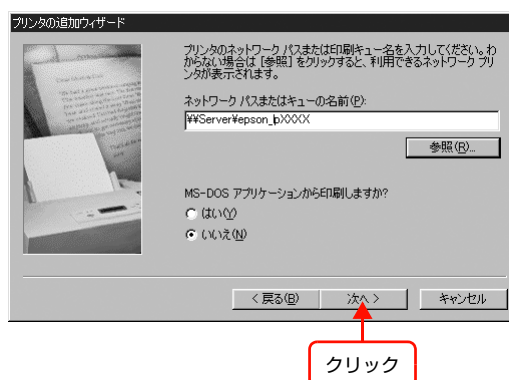 プリンタの追加ウィザード
プリンタのネットワーク パスまたは印刷キュー名を入力してください。わ
からない場合は [参照] をクリックすると、利用できるネットワーク プリ
ンタが表示されます。
ネットワーク パスまたはキューの名前(P):
¥¥Server¥epson_lpXXXX
参照(R)...
MS-DOS アプリケーションから印刷しますか?
はい(Y)
いいえ(N)
< 戻る(B)
次へ >
キャンセル
クリック